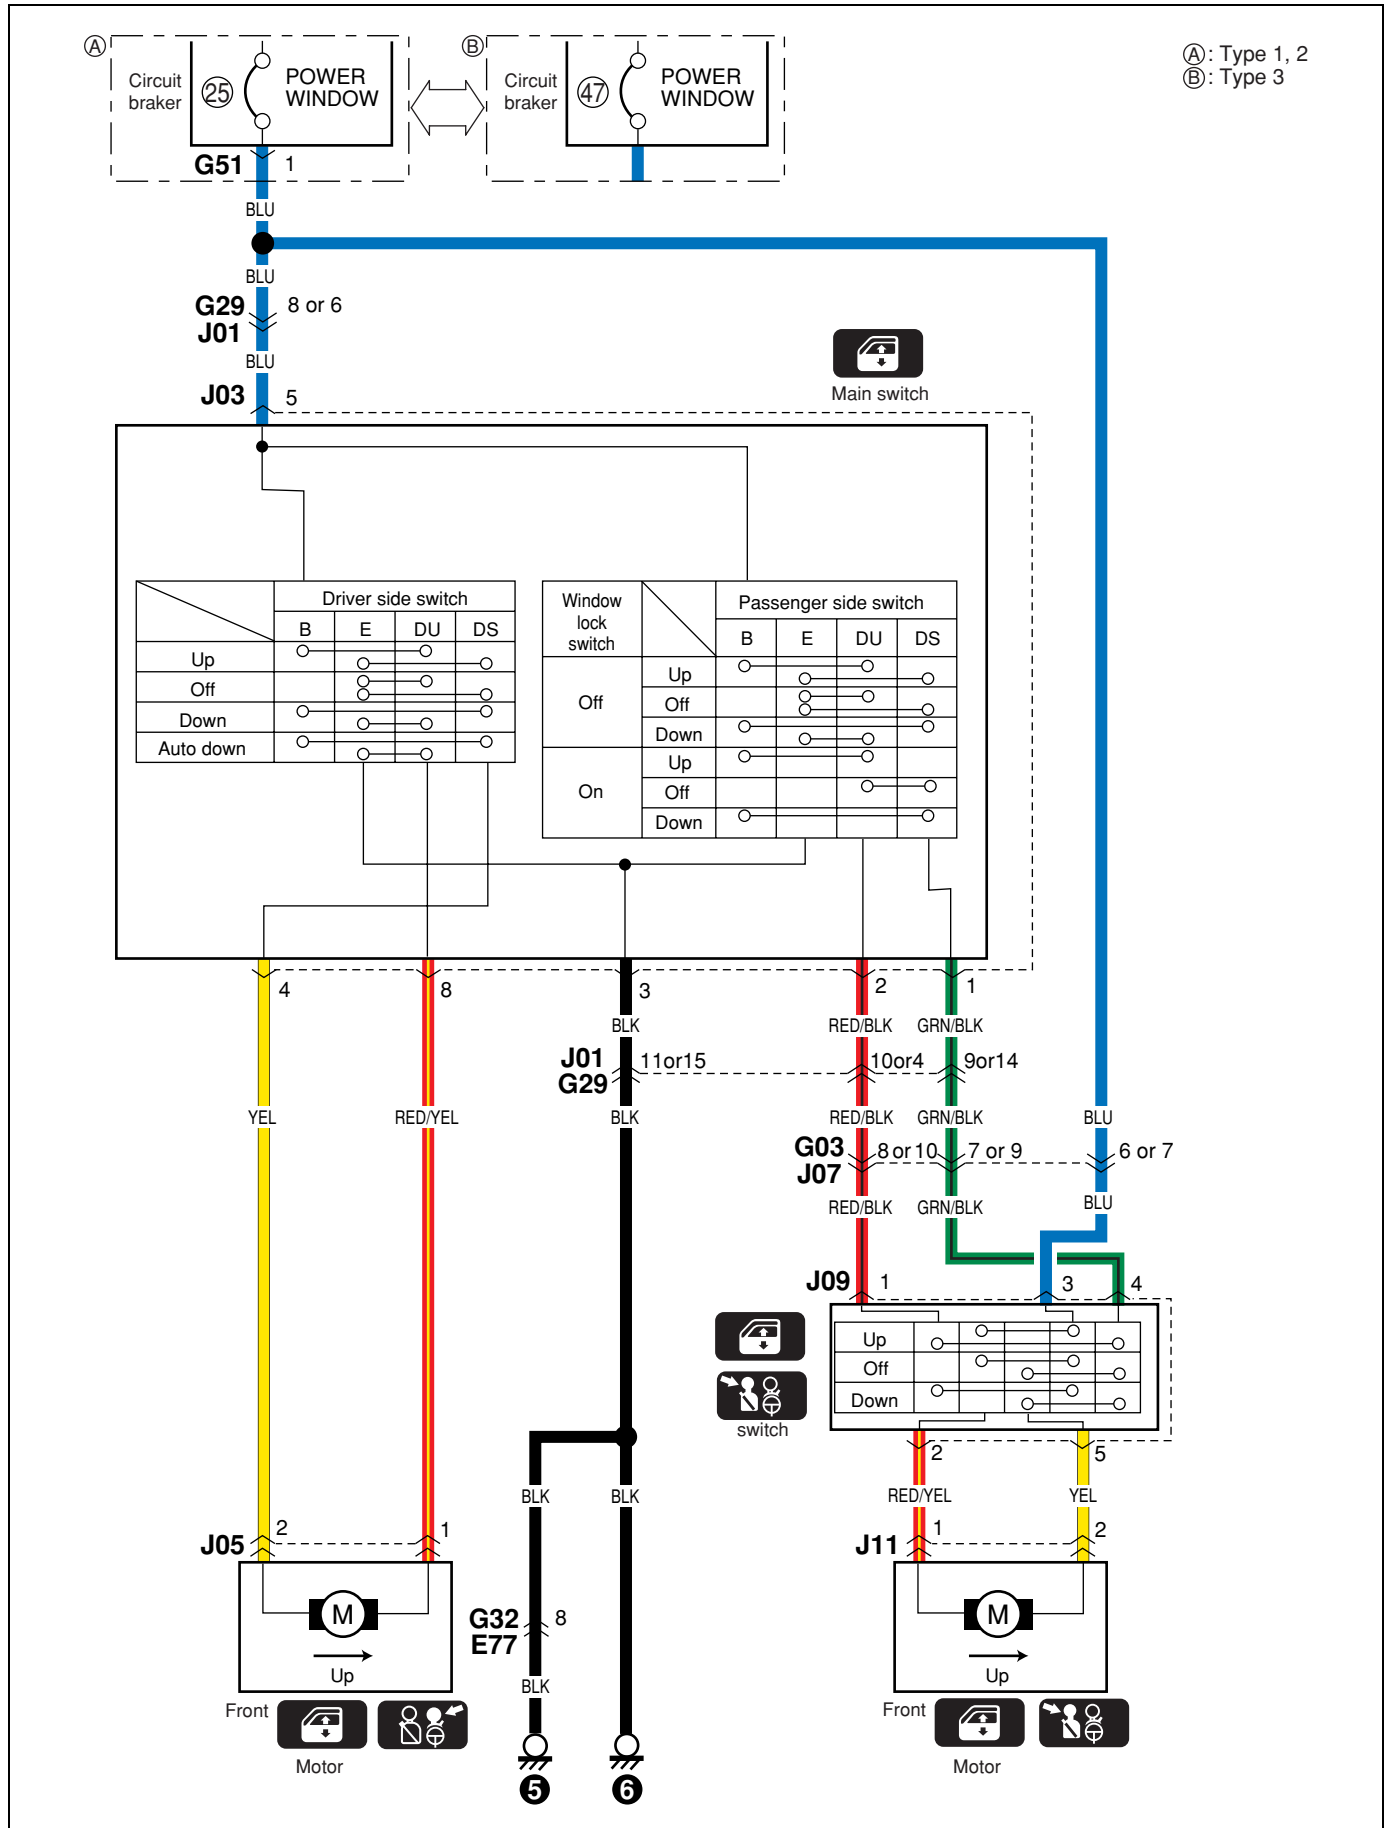 A
Circuit
braker
25
POWER
WINDOW
B
Circuit
braker
47
POWER
WINDOW
A : Type 1, 2
B : Type 3
G51 1
BLU
BLU
G29 8 or 6
J01
BLU
J03 5
Main switch
Driver side switch
B E DU DS
Up
Off
Down
Auto down
Window
lock
switch
Passenger side switch
B E DU DS
Off
Up
Off
Down
On
Up
Off
Down
4 8 3 2 1
BLK RED/BLK GRN/BLK
J01 11or15 10or4 9or14
G29
YEL RED/YEL BLK RED/BLK GRN/BLK BLU
G03 8 or 10 7 or 9 6 or 7
J07
RED/BLK GRN/BLK BLU
J09 1 3 4
Up
Off
Down
switch
2 5
BLK BLK RED/YEL YEL
J05 2 1
J11 1 2
M
Up
M
Up
G32 8
E77
BLK
Front
Motor
Front
Motor
5 6